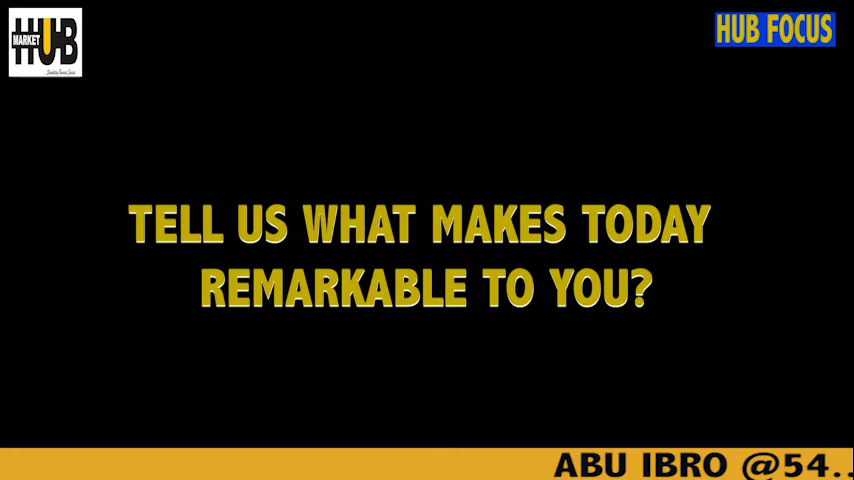 MARKET
HUB
HUB FOCUS
TELL US WHAT MAKES TODAY
REMARKABLE TO YOU?
ABU IBRO @54..